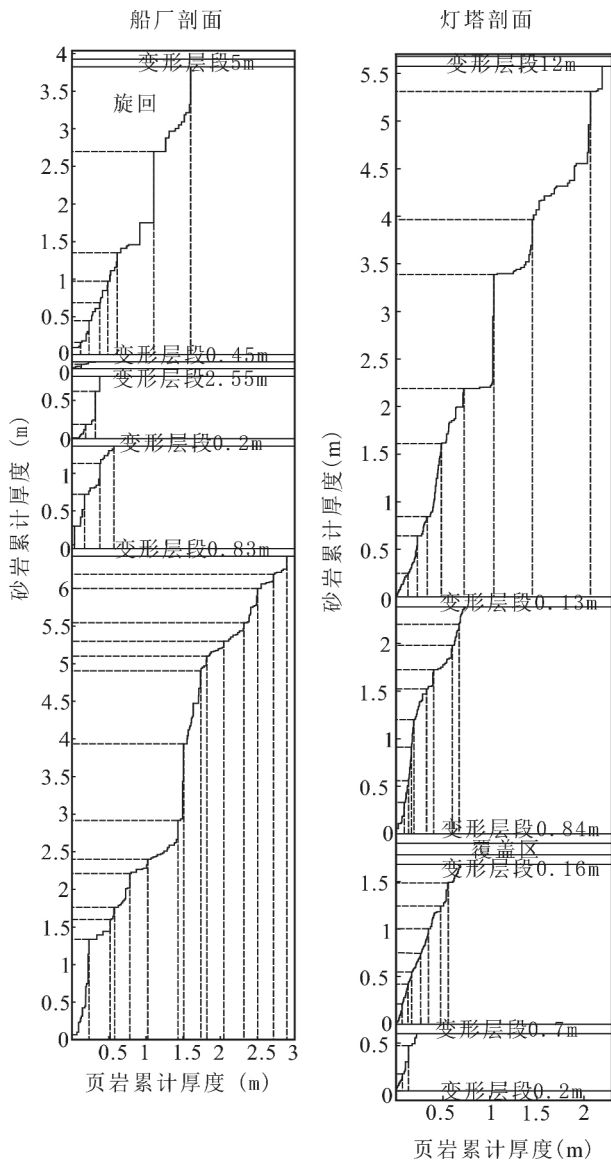 船厂剖面
4
变形层段5m
3.5
旋回
3
2.5
2
1.5
1
0.5
0
变形层段0.45m
0
变形层段2.55m
0.5
0
变形层段0.2m
1
0.5
0
变形层段0.83m
6
5.5
5
4.5
4
3.5
3
2.5
2
1.5
1
0.5
0
0.5 1 1.5 2 2.5 3
页岩累计厚度 (m)
砂岩累计厚度 (m)
灯塔剖面
变形层段12m
5.5
5
4.5
4
3.5
3
2.5
2
1.5
1
0.5
0
变形层段0.13m
2
1.5
1
0.5
0
变形层段0.84m
覆盖区
变形层段0.16m
1.5
1
0.5
0
变形层段0.7m
0.5
0
变形层段0.2m
0.5 1 1.5 2
页岩累计厚度(m)
砂岩累计厚度(m)